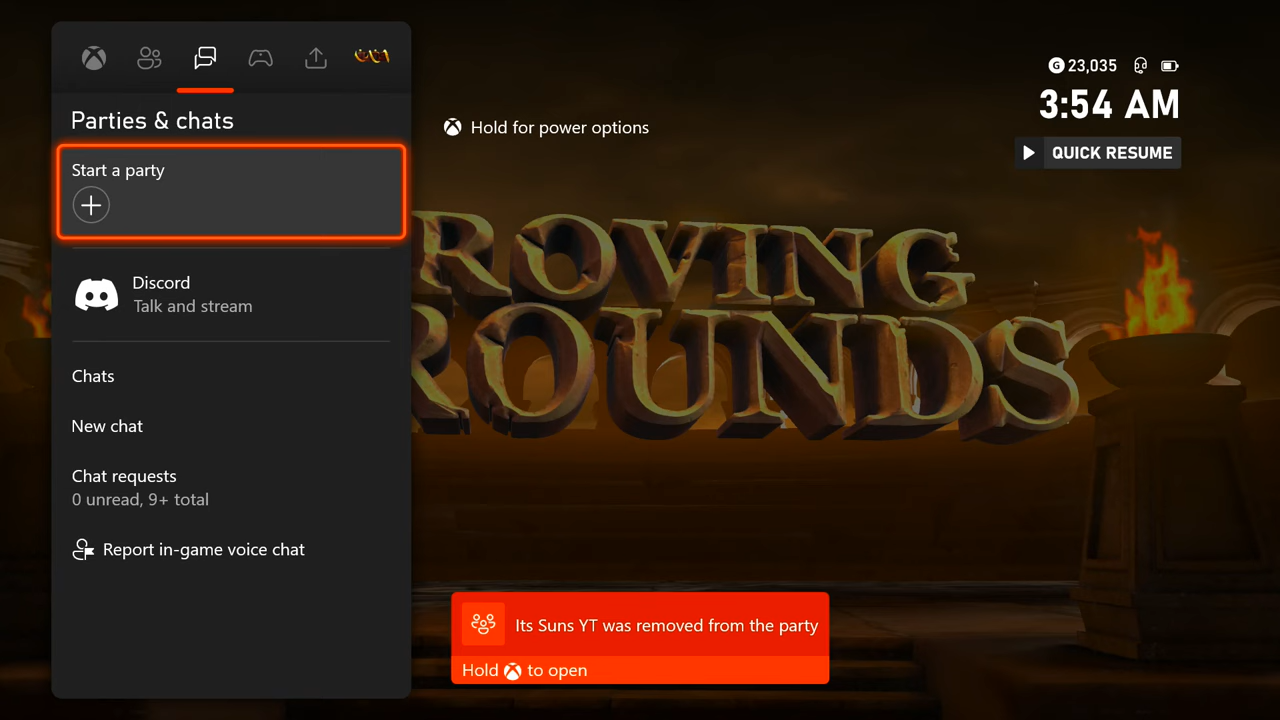 Parties & chats
Start a party
Discord
Talk and stream
Chats
New chat
Chat requests
0 unread, 9+ total
Report in-game voice chat
Hold for power options
G 23,035
3:54 AM
QUICK RESUME
ROVING
ROUNDS
Its Suns YT was removed from the party
Hold to open